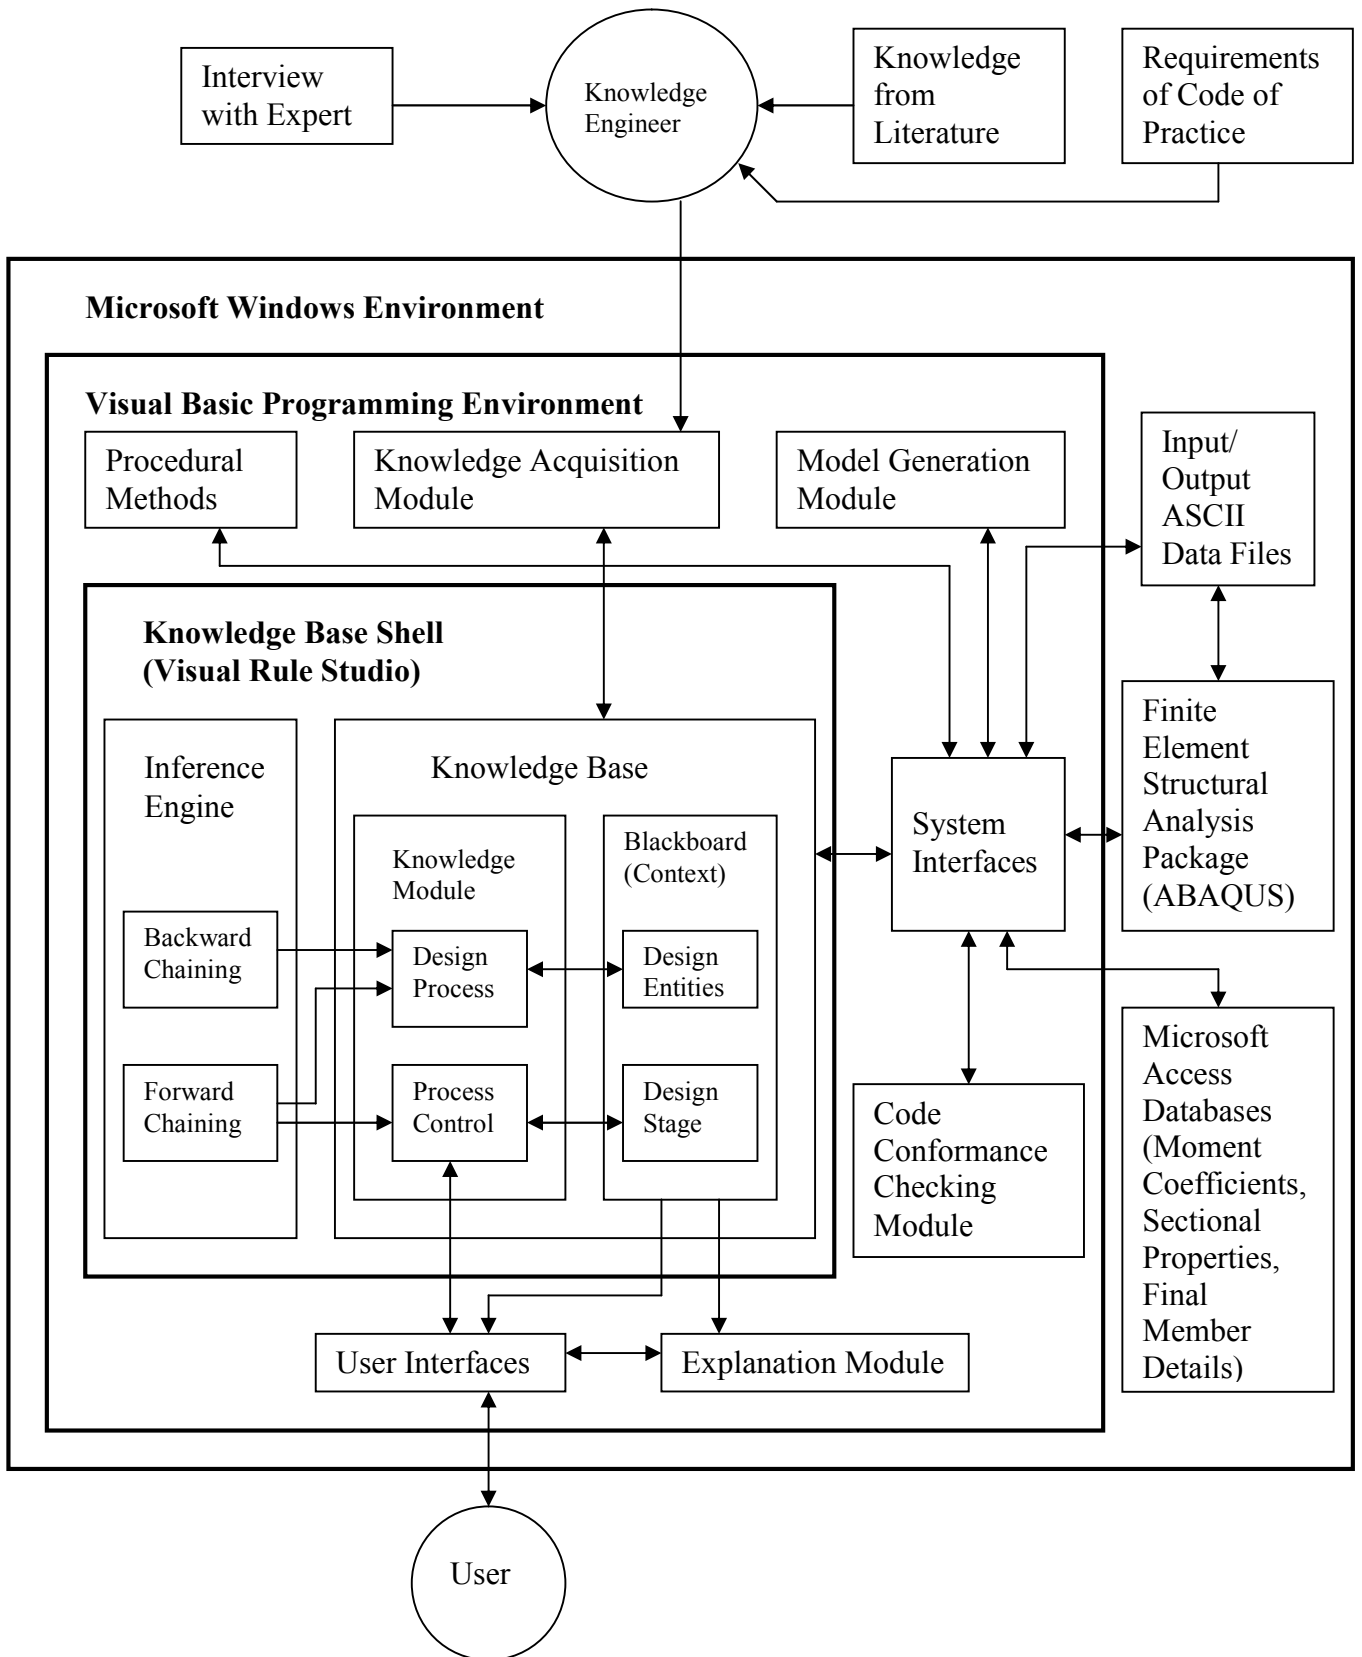 Interview
with Expert
Knowledge
Engineer
Knowledge
from
Literature
Requirements
of Code of
Practice
Microsoft Windows Environment
Visual Basic Programming Environment
Procedural
Methods
Knowledge Acquisition
Module
Model Generation
Module
Input/
Output
ASCII
Data Files
Knowledge Base Shell
(Visual Rule Studio)
Inference
Engine
Knowledge Base
Knowledge
Module
Blackboard
(Context)
Backward
Chaining
Design
Process
Design
Entities
Forward
Chaining
Process
Control
Design
Stage
System
Interfaces
Finite
Element
Structural
Analysis
Package
(ABAQUS)
Code
Conformance
Checking
Module
Microsoft
Access
Databases
(Moment
Coefficients,
Sectional
Properties,
Final
Member
Details)
User Interfaces
Explanation Module
User